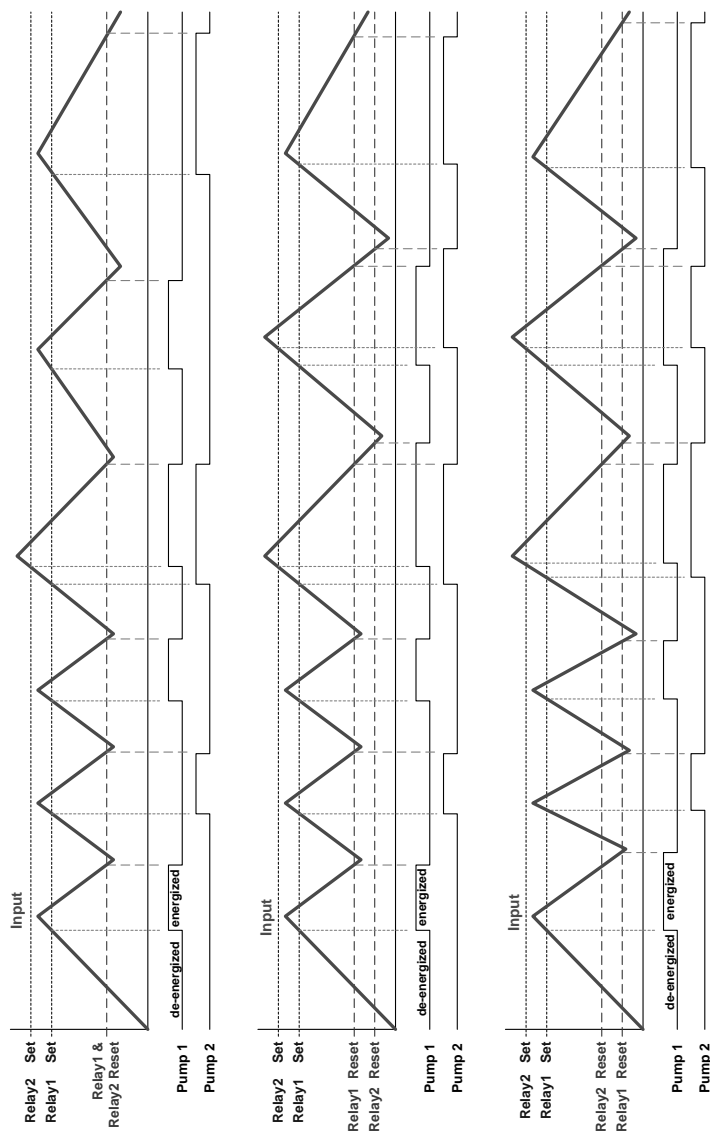 Input
Relay2 Set
Relay1 Set
Relay1 &
Relay2 Reset
de-energized energized
Pump 1
Pump 2
Input
Relay2 Set
Relay1 Set
Relay1 Reset
Relay2 Reset
de-energized energized
Pump 1
Pump 2
Input
Relay2 Set
Relay1 Set
Relay2 Reset
Relay1 Reset
de-energized energized
Pump 1
Pump 2